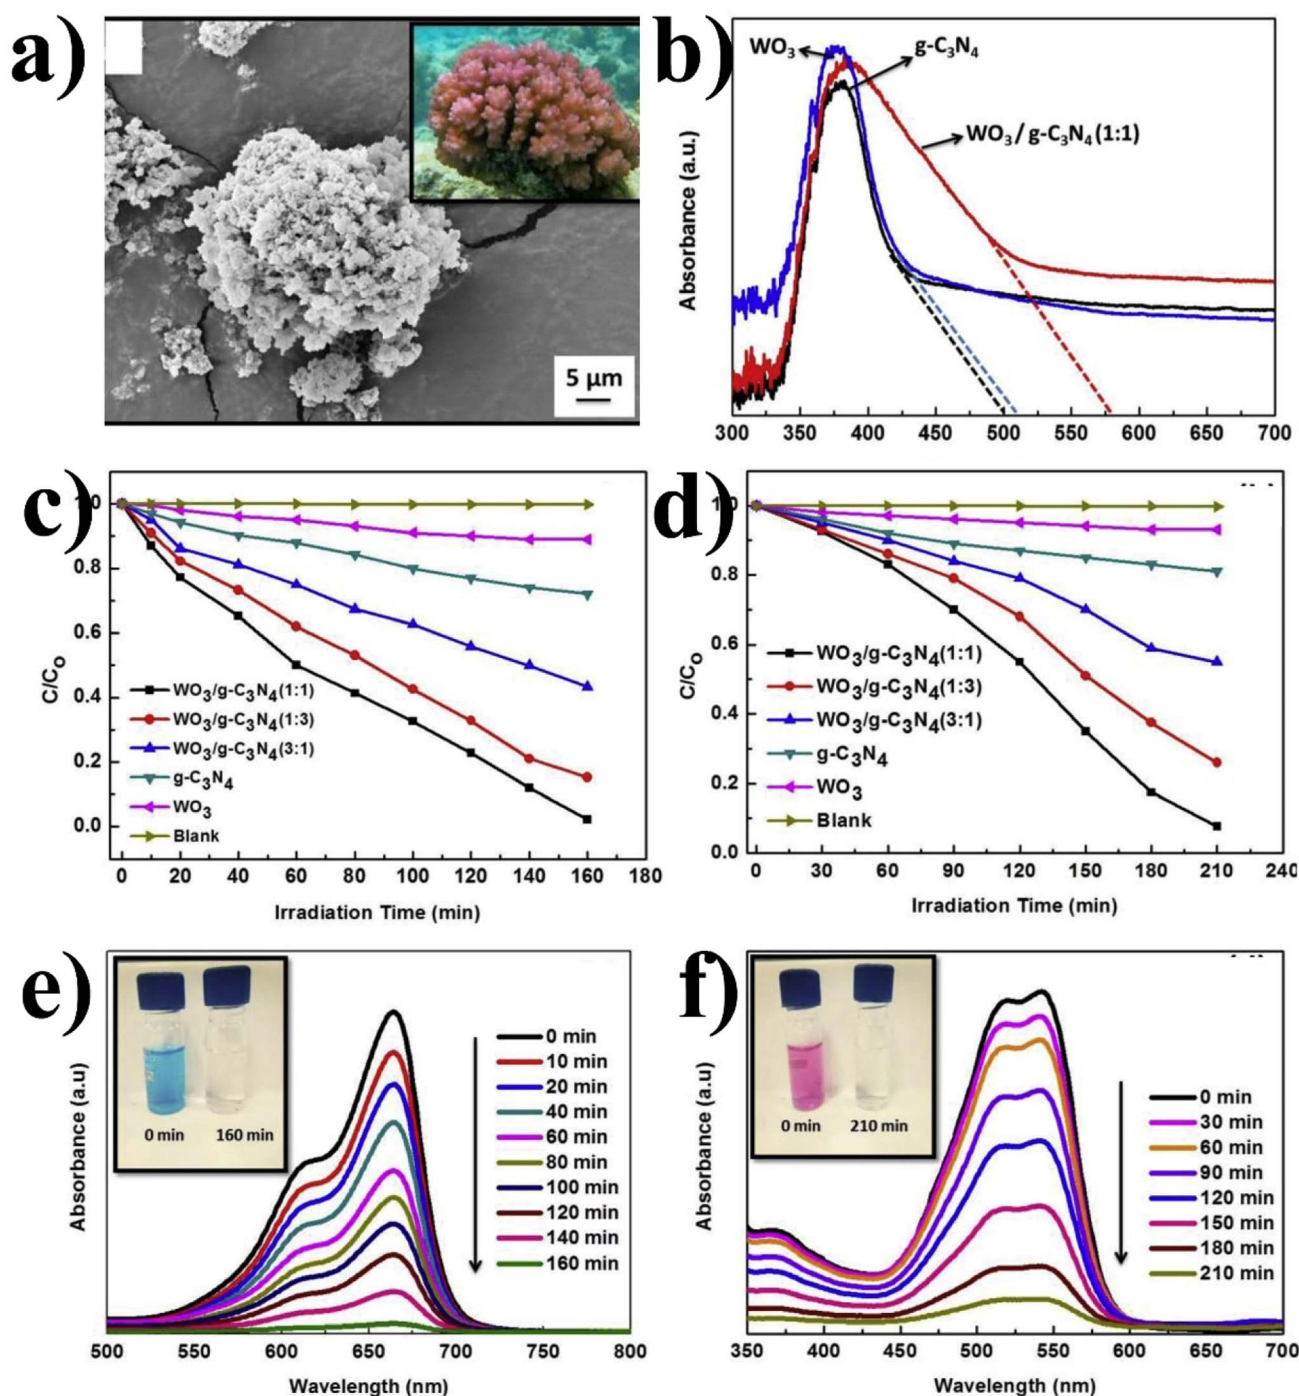 a)
5 µm
b)
WO₃
g-C₃N₄
WO₃/g-C₃N₄(1:1)
Absorbance (a.u.)
300 350 400 450 500 550 600 650 700
c)
1.0
0.8
0.6
0.4
0.2
0.0
C/C₀
WO₃/g-C₃N₄(1:1)
WO₃/g-C₃N₄(1:3)
WO₃/g-C₃N₄(3:1)
g-C₃N₄
WO₃
Blank
0 20 40 60 80 100 120 140 160 180
Irradiation Time (min)
d)
1.0
0.8
0.6
0.4
0.2
0.0
C/C₀
WO₃/g-C₃N₄(1:1)
WO₃/g-C₃N₄(1:3)
WO₃/g-C₃N₄(3:1)
g-C₃N₄
WO₃
Blank
0 30 60 90 120 150 180 210 240
Irradiation Time (min)
e)
0 min 160 min
Absorbance (a.u)
0 min
10 min
20 min
40 min
60 min
80 min
100 min
120 min
140 min
160 min
500 550 600 650 700 750 800
Wavelength (nm)
f)
0 min 210 min
Absorbance (a.u)
0 min
30 min
60 min
90 min
120 min
150 min
180 min
210 min
350 400 450 500 550 600 650 700
Wavelength (nm)